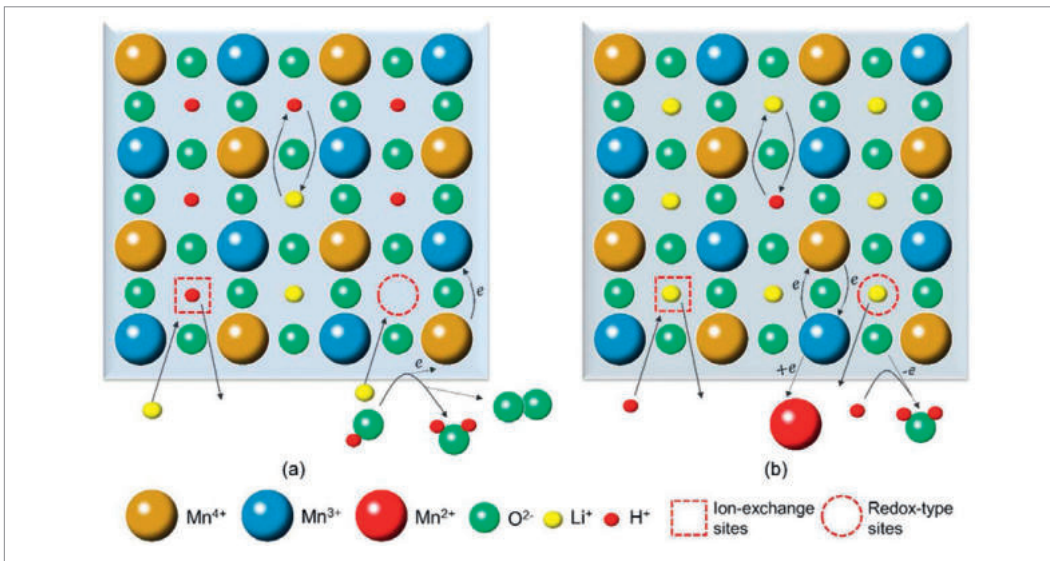 e
e
e
e
+e
-e
(a)
(b)
Mn⁴⁺ Mn³⁺ Mn²⁺ O²⁻ Li⁺ H⁺ Ion-exchange sites Redox-type sites